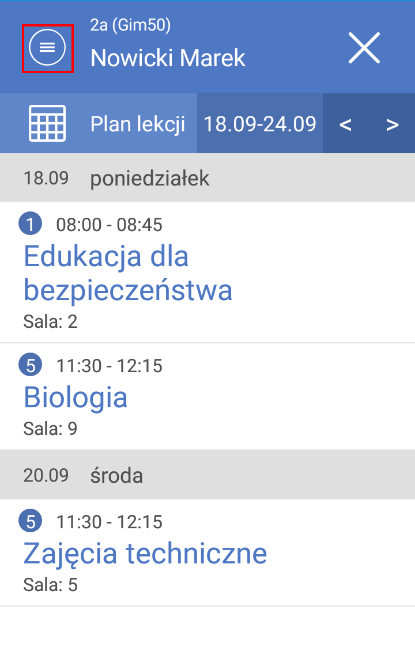 2a (Gim50)
Nowicki Marek
Plan lekcji 18.09-24.09 < >
18.09 poniedziałek
1 08:00 - 08:45
Edukacja dla
bezpieczeństwa
Sala: 2
5 11:30 - 12:15
Biologia
Sala: 9
20.09 środa
5 11:30 - 12:15
Zajęcia techniczne
Sala: 5